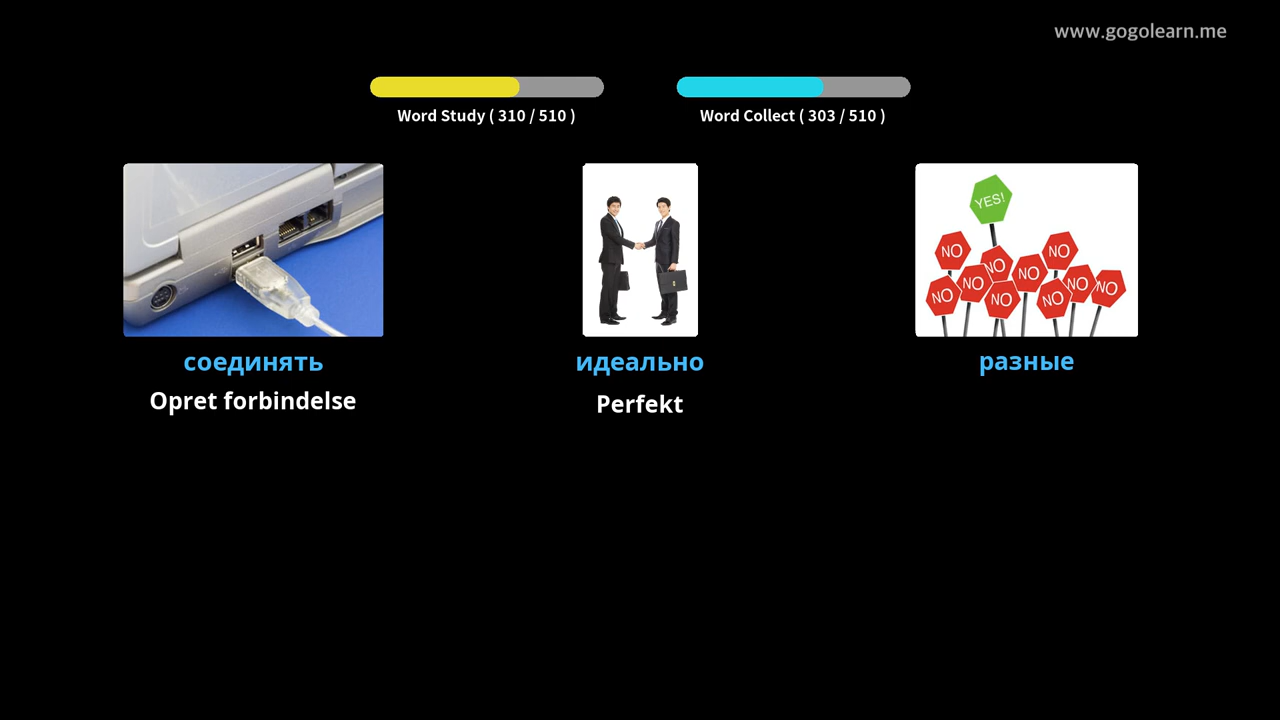 www.gogolearn.me
Word Study ( 310 / 510 )
Word Collect ( 303 / 510 )
YES!
NO
NO
NO
NO
NO
NO
NO
NO
NO
NO
соединять
идеально
разные
Opret forbindelse
Perfekt